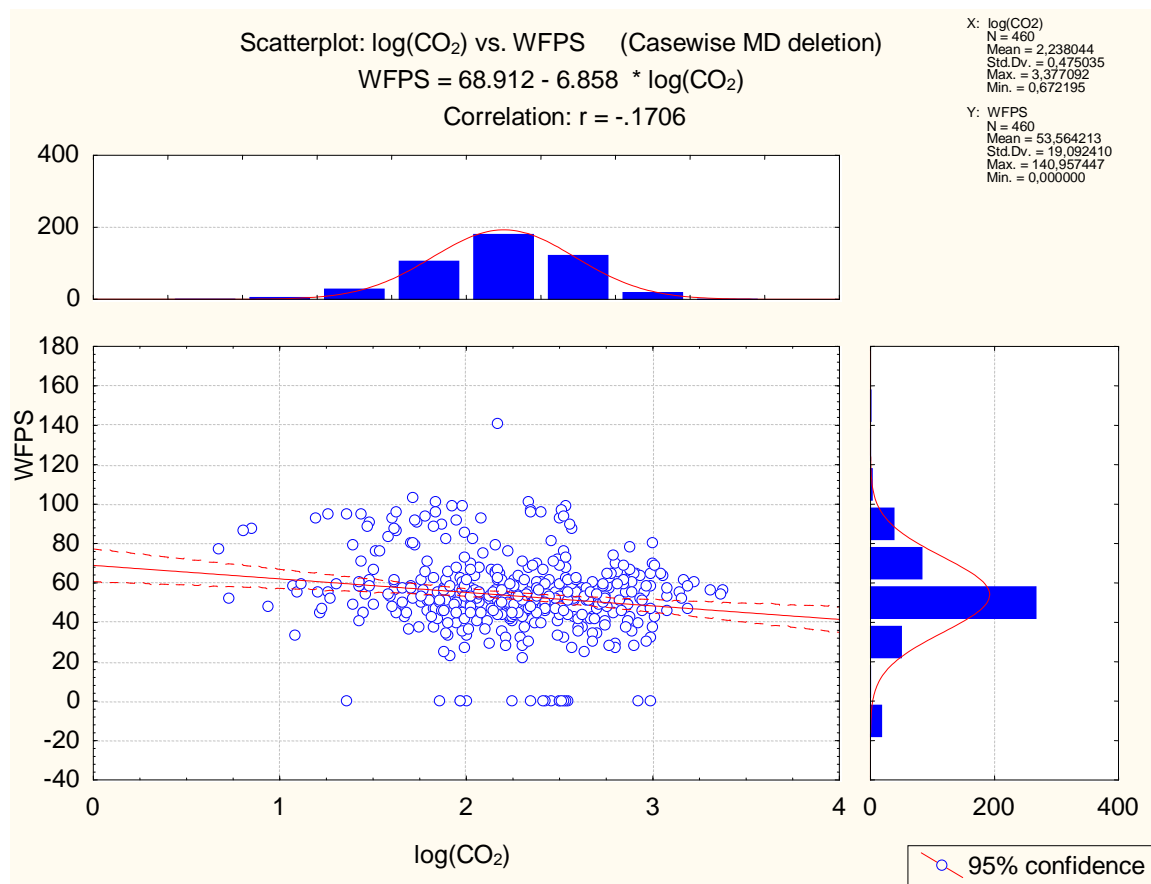 Scatterplot: log(CO₂) vs. WFPS (Casewise MD deletion)
WFPS = 68.912 - 6.858 * log(CO₂)
Correlation: r = -.1706
X: log(CO2)
N = 460
Mean = 2,238044
Std.Dv. = 0,475035
Max. = 3,377092
Min. = 0,672195
Y: WFPS
N = 460
Mean = 53,564213
Std.Dv. = 19,092410
Max. = 140,957447
Min. = 0,000000
400
200
0
180
160
140
120
100
80
60
40
20
0
-20
-40
WFPS
0 1 2 3 4
0 200 400
log(CO₂)
95% confidence